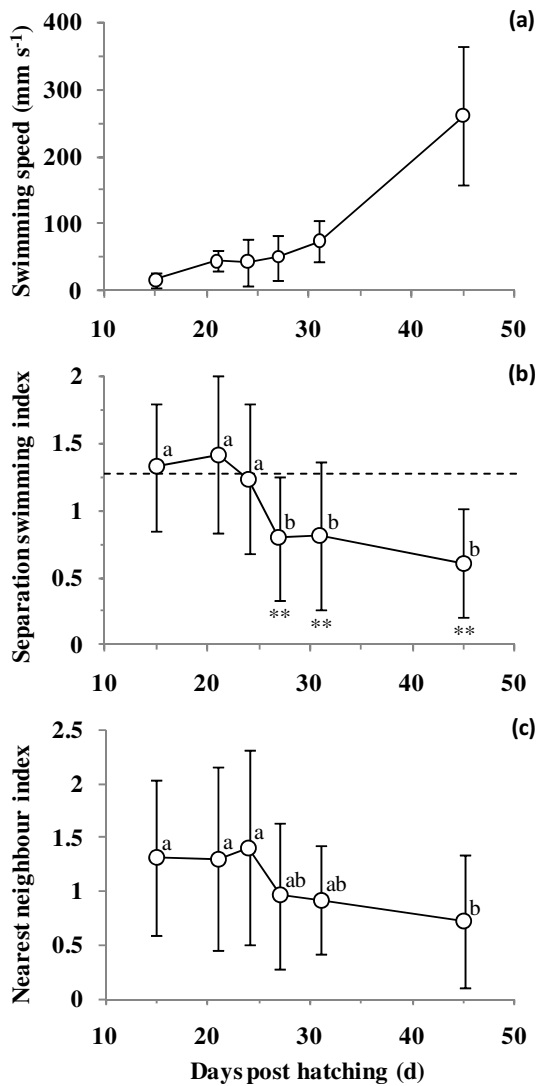 (a)
Swimming speed (mm s-1)
400
300
200
100
0
10 20 30 40 50
(b)
Separation swimming index
2
1.5
1
0.5
0
a
a
a
b
b
b
**
**
**
10 20 30 40 50
(c)
Nearest neighbour index
2.5
2
1.5
1
0.5
0
a
a
a
ab
ab
b
10 20 30 40 50
Days post hatching (d)